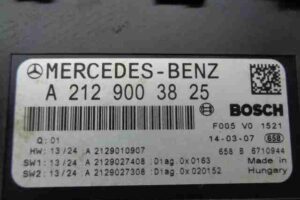 MERCEDES-BENZ
A 212 900 38 25
BOSCH
Q: 01
F005 V0 1521
14-03-07 658
HW: 13/24 A 2129010907
658 B 6710944
SW1: 13/24 :A 2129027408 :Diag.0x0163
Made in
SW2: 13/24 :A 2129027308 :Diag.0x020152
Hungary